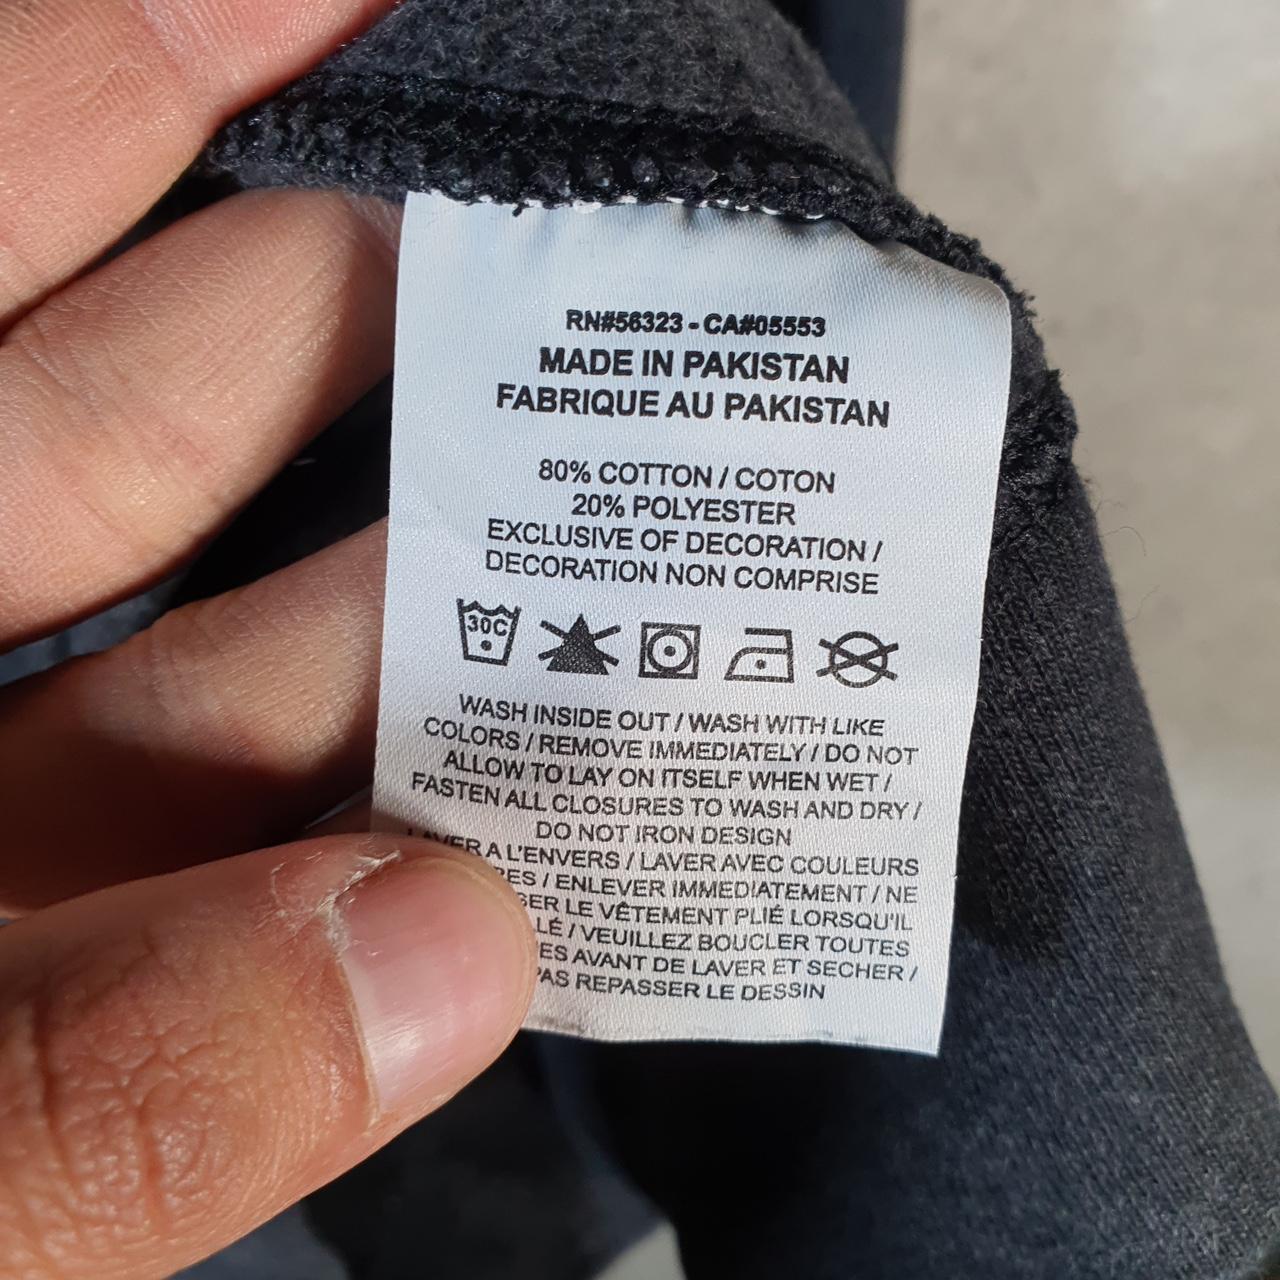 RN#56323 - CA#05553
MADE IN PAKISTAN
FABRIQUE AU PAKISTAN
80% COTTON / COTON
20% POLYESTER
EXCLUSIVE OF DECORATION /
DECORATION NON COMPRISE
30C
WASH INSIDE OUT / WASH WITH LIKE
COLORS / REMOVE IMMEDIATELY / DO NOT
ALLOW TO LAY ON ITSELF WHEN WET /
FASTEN ALL CLOSURES TO WASH AND DRY /
DO NOT IRON DESIGN
LAVER A L'ENVERS / LAVER AVEC COULEURS
/ ENLEVER IMMEDIATEMENT / NE
LE VÊTEMENT PLIÉ LORSQU'IL
/ VEUILLEZ BOUCLER TOUTES
AVANT DE LAVER ET SECHER /
PAS REPASSER LE DESSIN